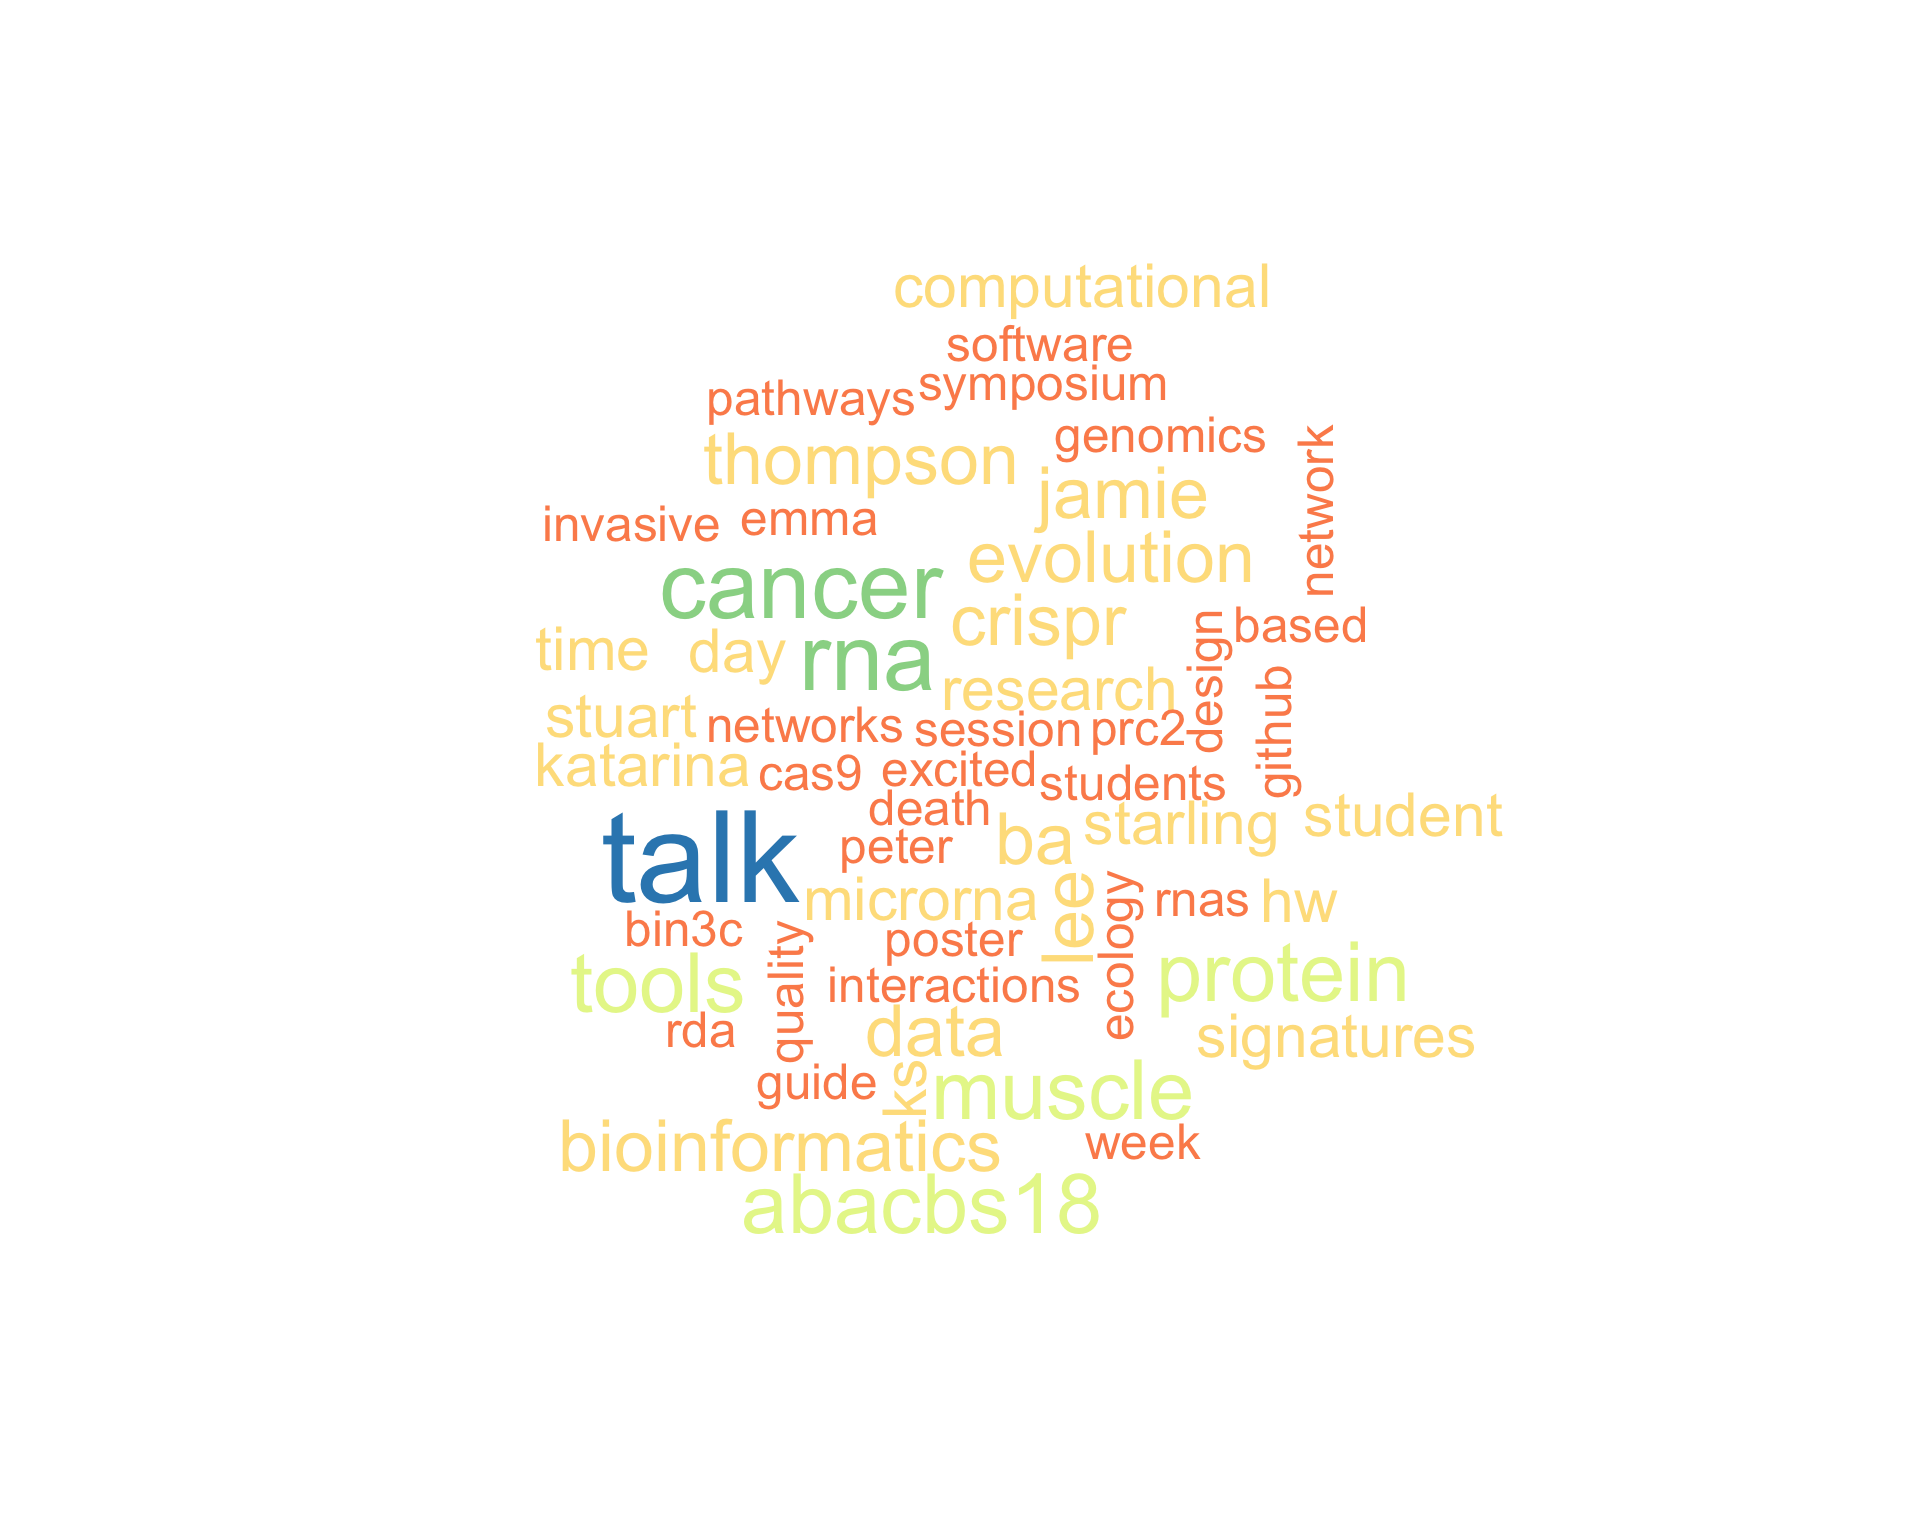 computational
software
pathways symposium
genomics
thompson
network
jamie
invasive emma
evolution
cancer
crispr
based
time day rna
design
research
github
stuart networks session prc2
katarina cas9 excited students
death
talk peter ba starling student
microrna lee rnas hw
ecology
bin3c poster
quality
tools interactions protein
rda data signatures
guide ks muscle
bioinformatics week
abacbs18